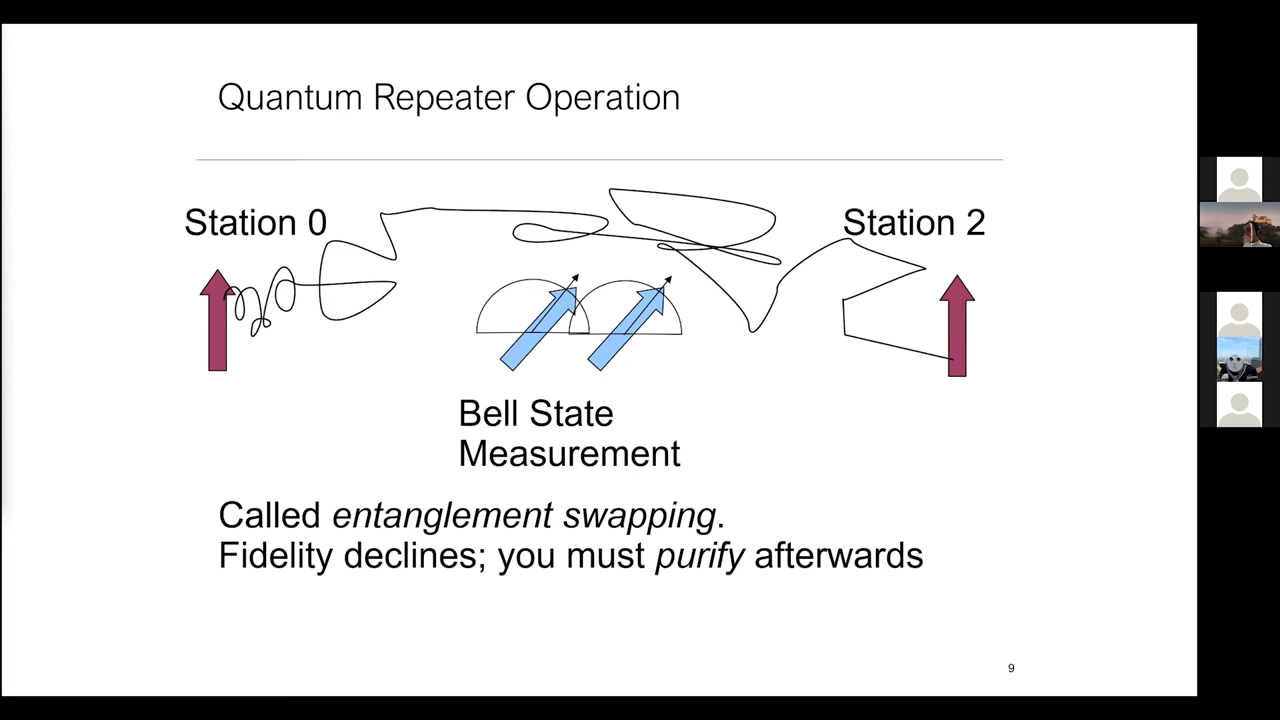 Quantum Repeater Operation
Station 0
Station 2
Bell State
Measurement
Called entanglement swapping.
Fidelity declines; you must purify afterwards
9